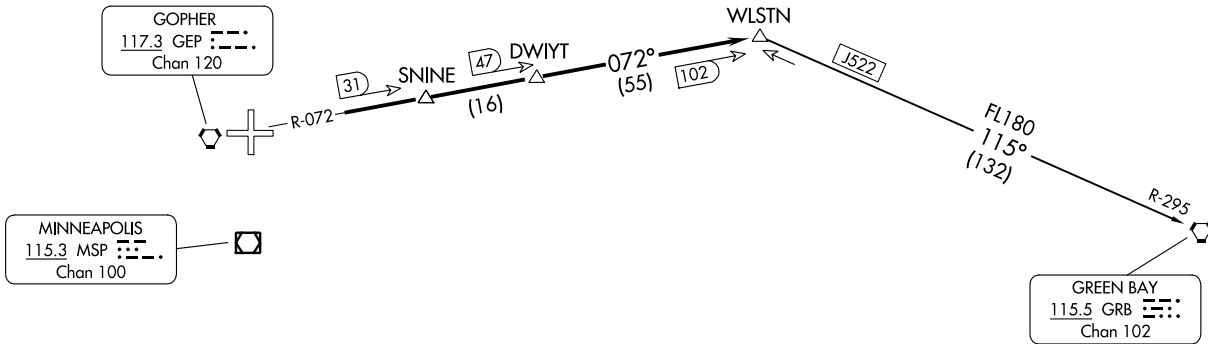 GOPHER
117.3 GEP
Chan 120
R-072
31
SNINE
(16)
47
DWIYT
072°
(55)
102
WLSTN
J522
FL180
115°
(132)
R-295
MINNEAPOLIS
115.3 MSP
Chan 100
GREEN BAY
115.5 GRB
Chan 102